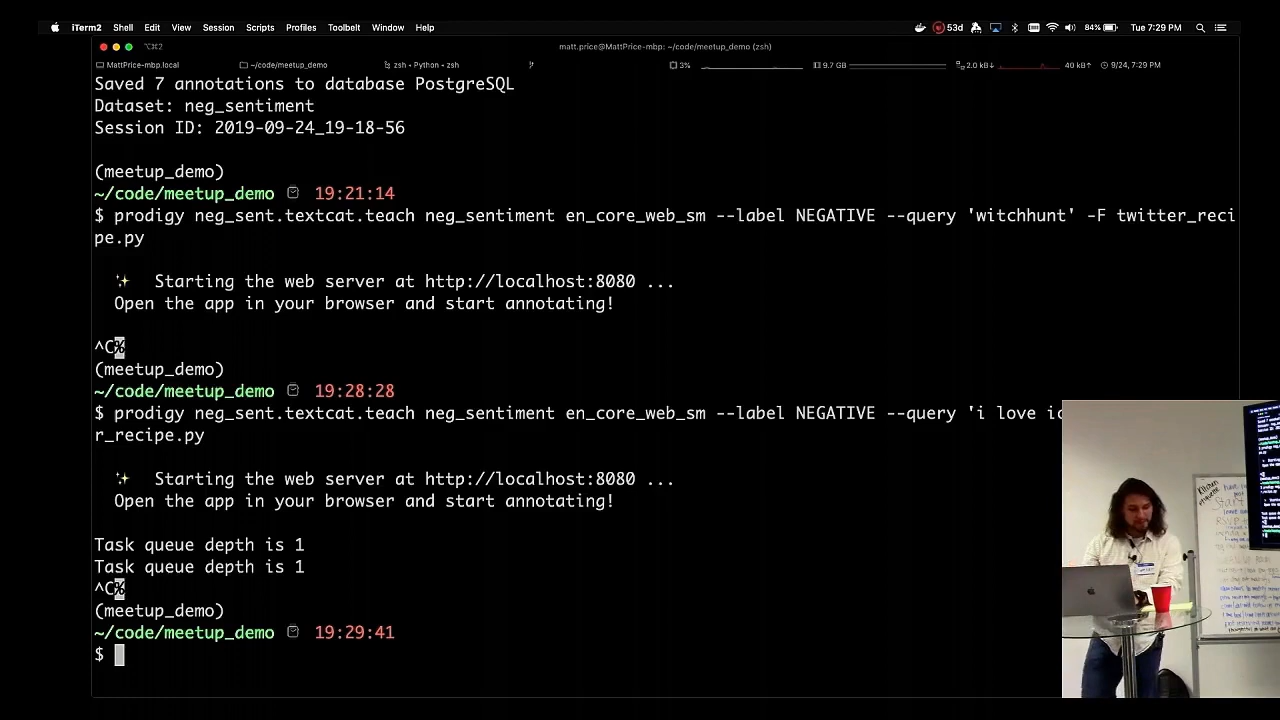 iTerm2 Shell Edit View Session Scripts Profiles Toolbelt Window Help 53d 84% Tue 7:29 PM
⌥⌘2 matt.price@MattPrice-mbp: ~/code/meetup_demo (zsh)
MattPrice-mbp.local ~/code/meetup_demo zsh • Python • zsh 3% 9.7 GB 2.0 kB↓ 40 kB↑ 9/24, 7:29 PM
Saved 7 annotations to database PostgreSQL
Dataset: neg_sentiment
Session ID: 2019-09-24_19-18-56
(meetup_demo)
~/code/meetup_demo 19:21:14
$ prodigy neg_sent.textcat.teach neg_sentiment en_core_web_sm --label NEGATIVE --query 'witchhunt' -F twitter_reci
pe.py
✨ Starting the web server at http://localhost:8080 ...
Open the app in your browser and start annotating!
^C%
(meetup_demo)
~/code/meetup_demo 19:28:28
$ prodigy neg_sent.textcat.teach neg_sentiment en_core_web_sm --label NEGATIVE --query 'i love
r_recipe.py
✨ Starting the web server at http://localhost:8080 ...
Open the app in your browser and start annotating!
Task queue depth is 1
Task queue depth is 1
^C%
(meetup_demo)
~/code/meetup_demo 19:29:41
$